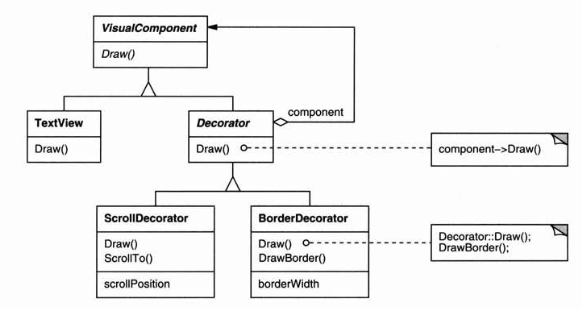 VisualComponent
Draw()
component
TextView
Draw()
Decorator
Draw()
component->Draw()
ScrollDecorator
Draw()
ScrollTo()
scrollPosition
BorderDecorator
Draw()
DrawBorder()
borderWidth
Decorator::Draw();
DrawBorder();